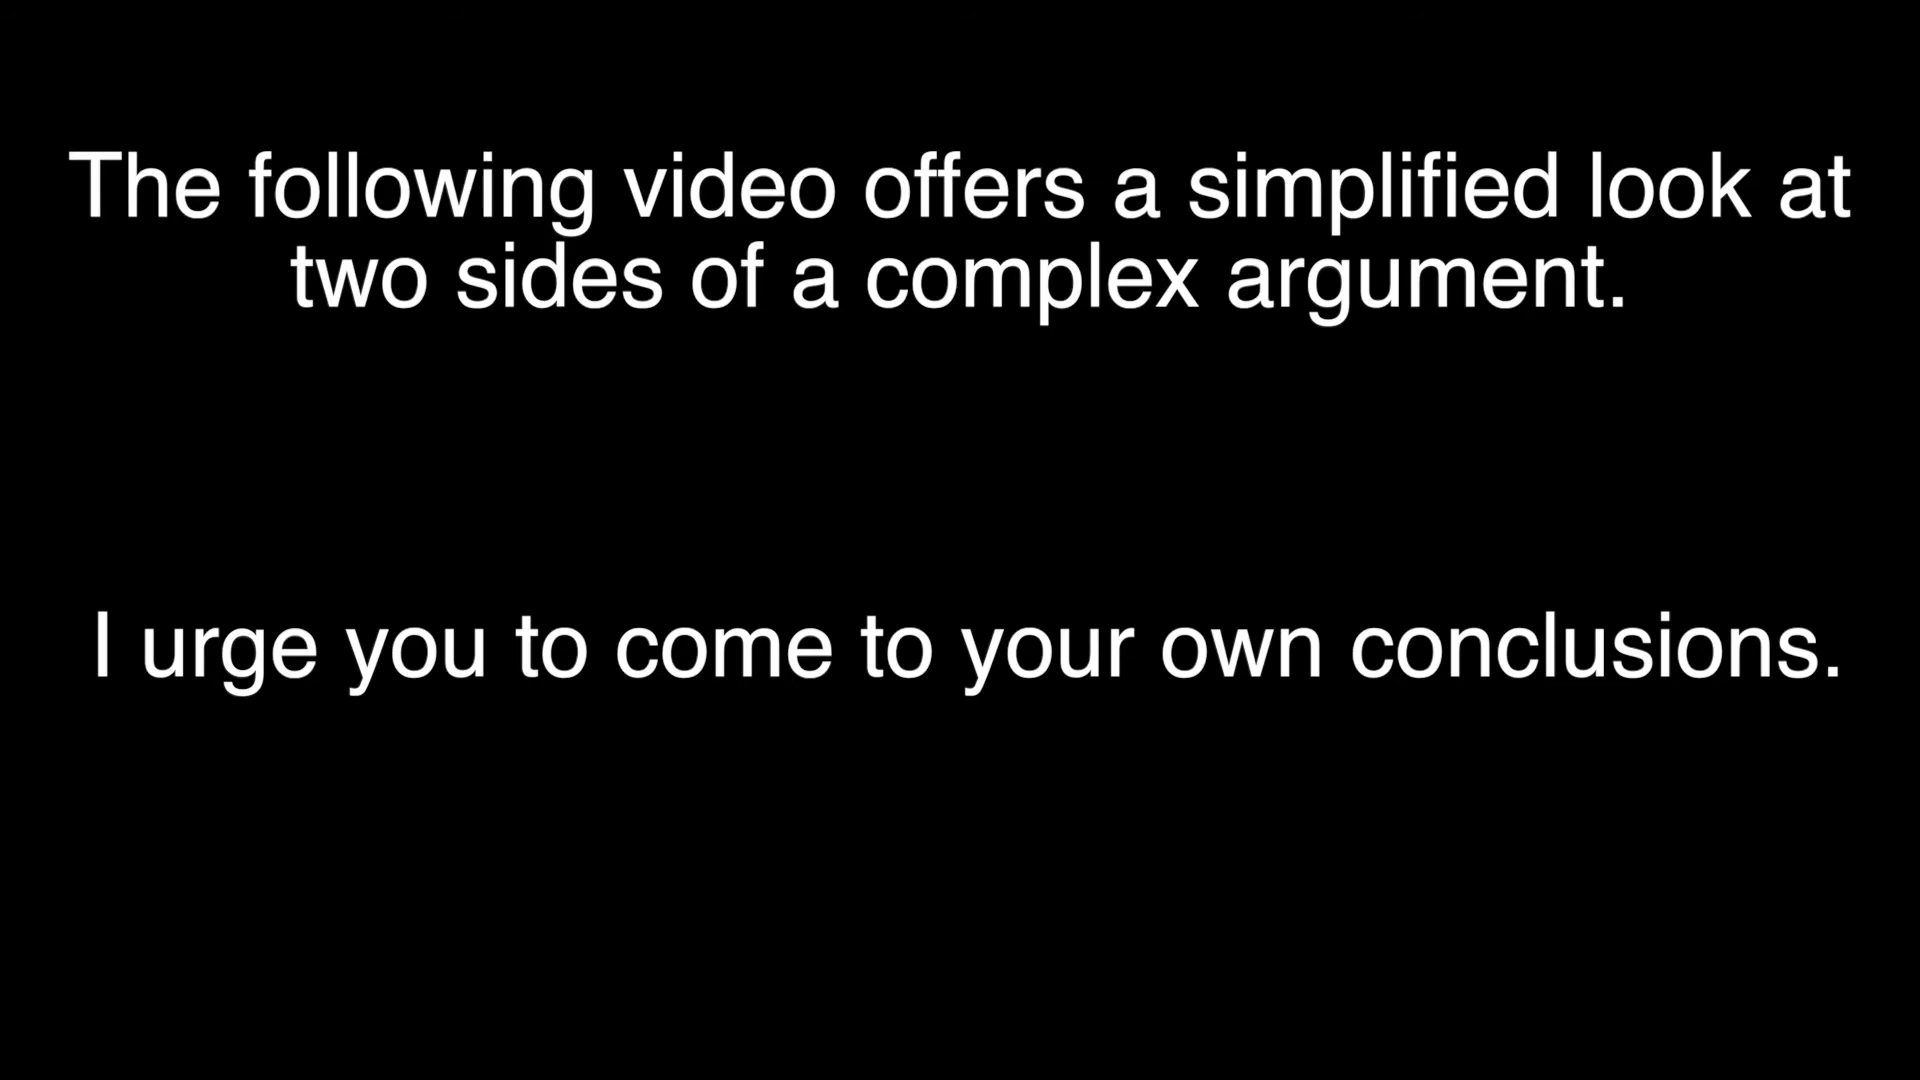 The following video offers a simplified look at
two sides of a complex argument.
I urge you to come to your own conclusions.